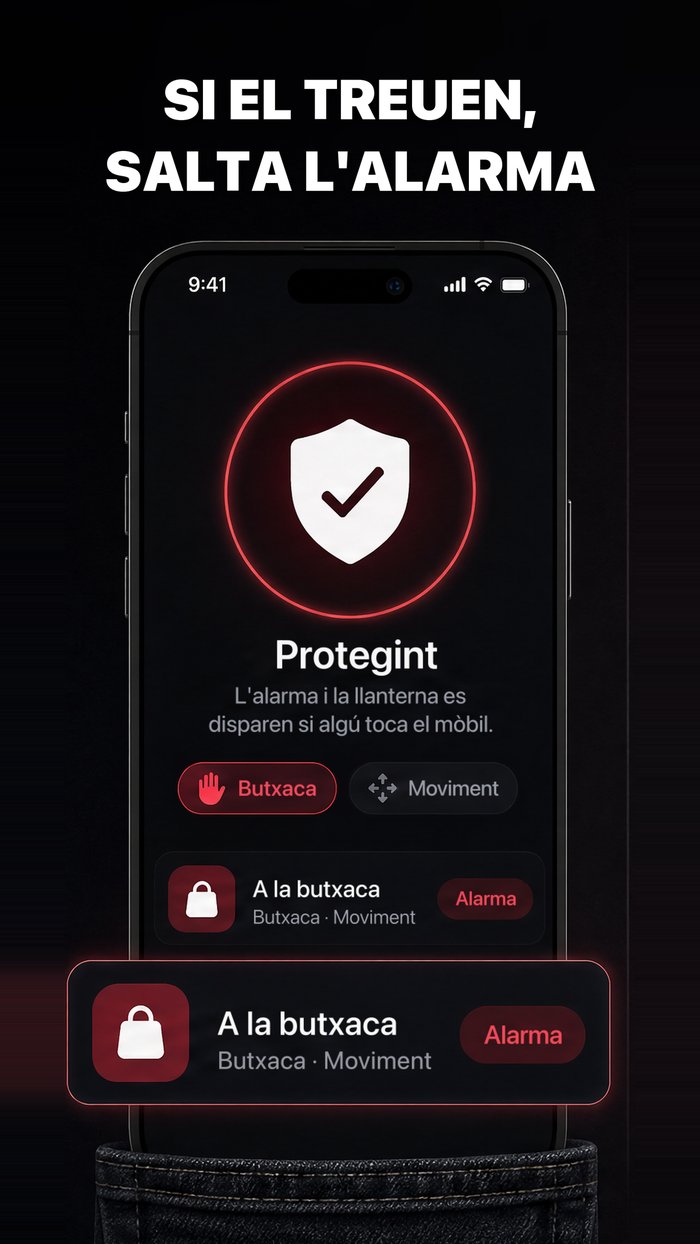 SI EL TREUEN,
SALTA L'ALARMA
9:41
Protegint
L'alarma i la llanterna es
disparen si algú toca el mòbil.
Butxaca
Moviment
A la butxaca
Butxaca · Moviment
Alarma
A la butxaca
Butxaca · Moviment
Alarma